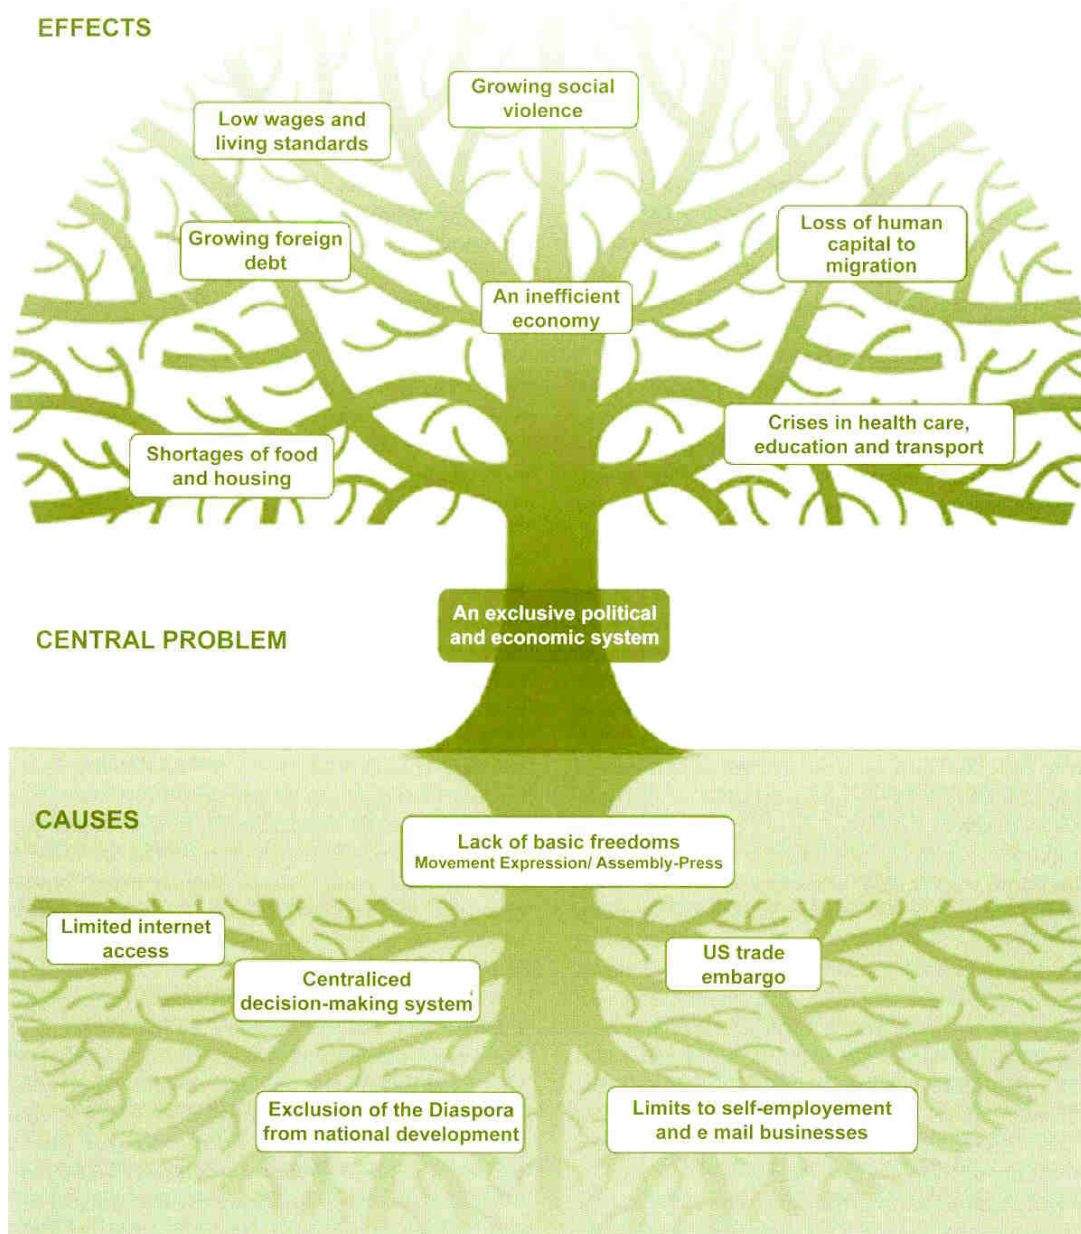 EFFECTS
Growing social
violence
Low wages and
living standards
Growing foreign
debt
Loss of human
capital to
migration
An inefficient
economy
Crises in health care,
education and transport
Shortages of food
and housing
An exclusive political
and economic system
CENTRAL PROBLEM
CAUSES
Lack of basic freedoms
Movement Expression/ Assembly-Press
Limited internet
access
US trade
embargo
Centraliced
decision-making system
Exclusion of the Diaspora
from national development
Limits to self-employement
and e mail businesses